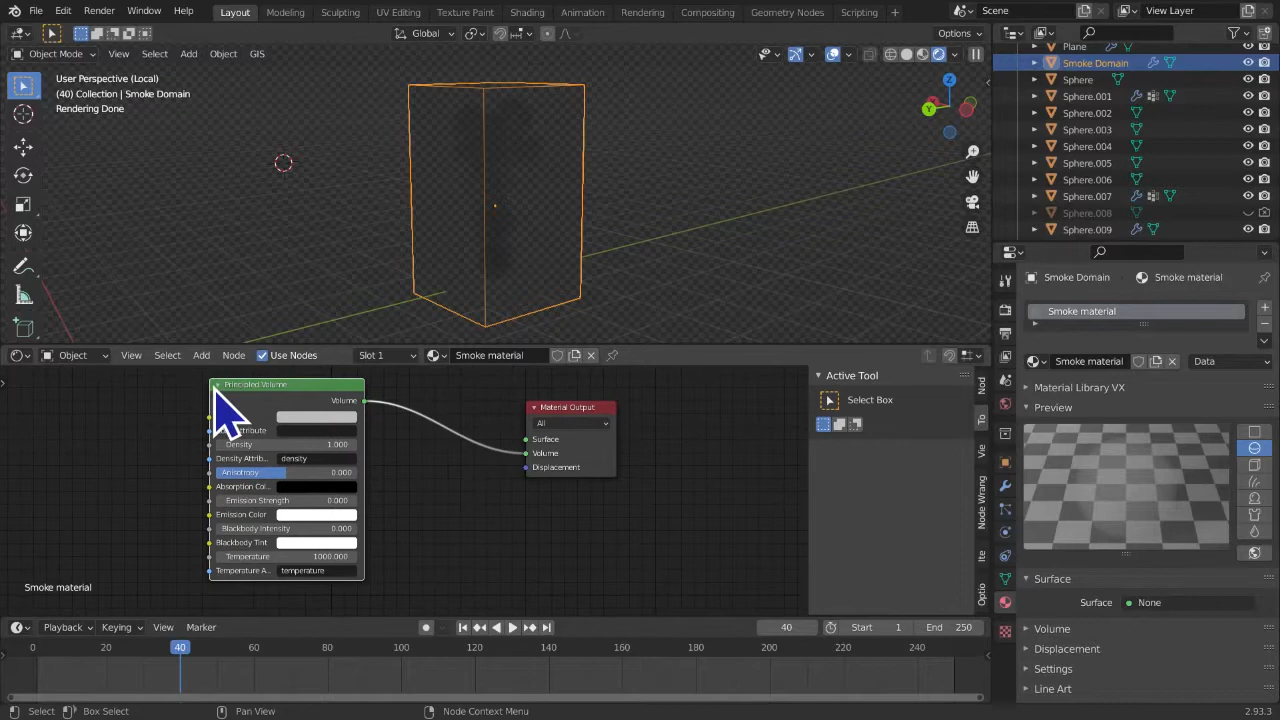 File Edit Render Window Help Layout Modeling Sculpting UV Editing Texture Paint Shading Animation Rendering Compositing Geometry Nodes Scripting Scene View Layer
Global Options
Object Mode View Select Add Object GIS
User Perspective (Local)
(40) Collection | Smoke Domain
Rendering Done
Z
Y
Plane
Smoke Domain
Sphere
Sphere.001
Sphere.002
Sphere.003
Sphere.004
Sphere.005
Sphere.006
Sphere.007
Sphere.008
Sphere.009
Smoke Domain Smoke material
Smoke material
Smoke material Data
Material Library VX
Preview
Surface
Surface None
Volume
Displacement
Settings
Line Art
Object View Select Add Node Use Nodes Slot 1 Smoke material
Principled Volume
Volume
Density 1.000
Density Attrib... density
Anisotropy 0.000
Absorption Col...
Emission Strength 0.000
Emission Color
Blackbody Intensity 0.000
Blackbody Tint
Temperature 1000.000
Temperature A... temperature
Material Output
All
Surface
Volume
Displacement
Smoke material
Active Tool
Select Box
Nod
To
Vie
Node Wrang
Ite
Optio
Playback Keying View Marker 40 Start 1 End 250
0 20 40 60 80 100 120 140 160 180 200 220 240
Select Box Select Pan View Node Context Menu 2.93.3